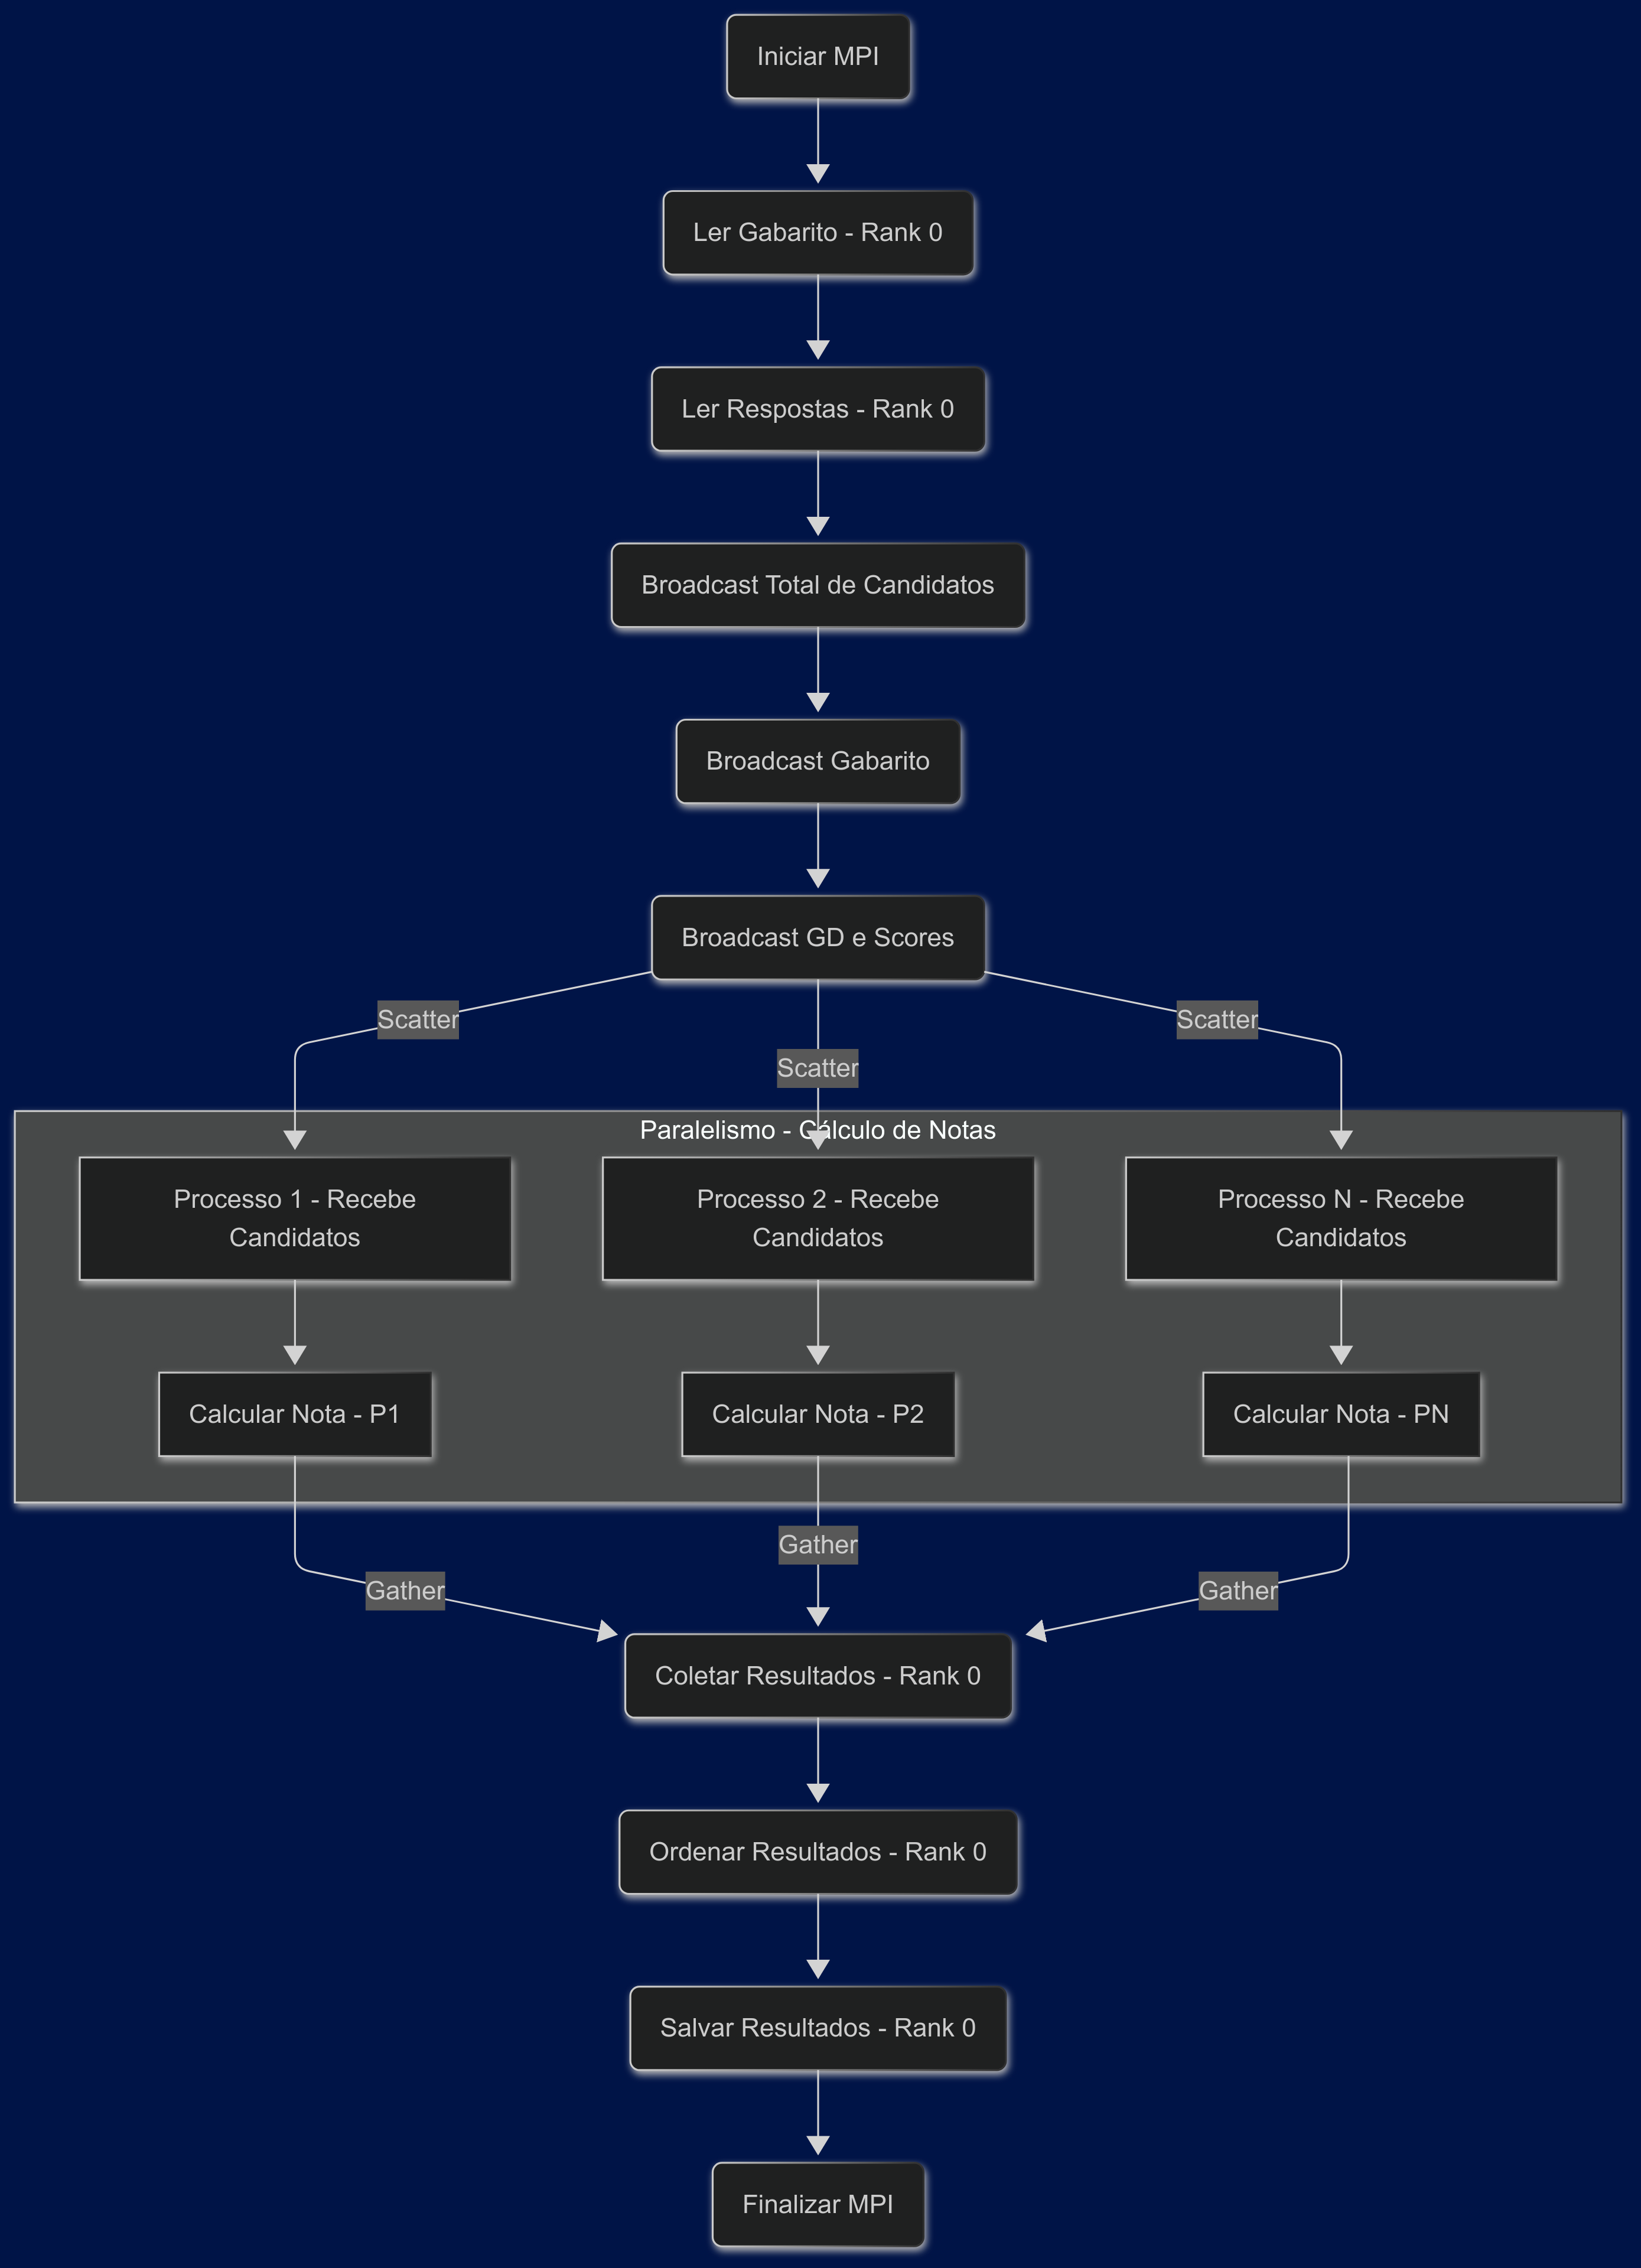 Iniciar MPI
Ler Gabarito - Rank 0
Ler Respostas - Rank 0
Broadcast Total de Candidatos
Broadcast Gabarito
Broadcast GD e Scores
Scatter
Scatter
Scatter
Paralelismo - Cálculo de Notas
Processo 1 - Recebe
Candidatos
Processo 2 - Recebe
Candidatos
Processo N - Recebe
Candidatos
Calcular Nota - P1
Calcular Nota - P2
Calcular Nota - PN
Gather
Gather
Gather
Coletar Resultados - Rank 0
Ordenar Resultados - Rank 0
Salvar Resultados - Rank 0
Finalizar MPI